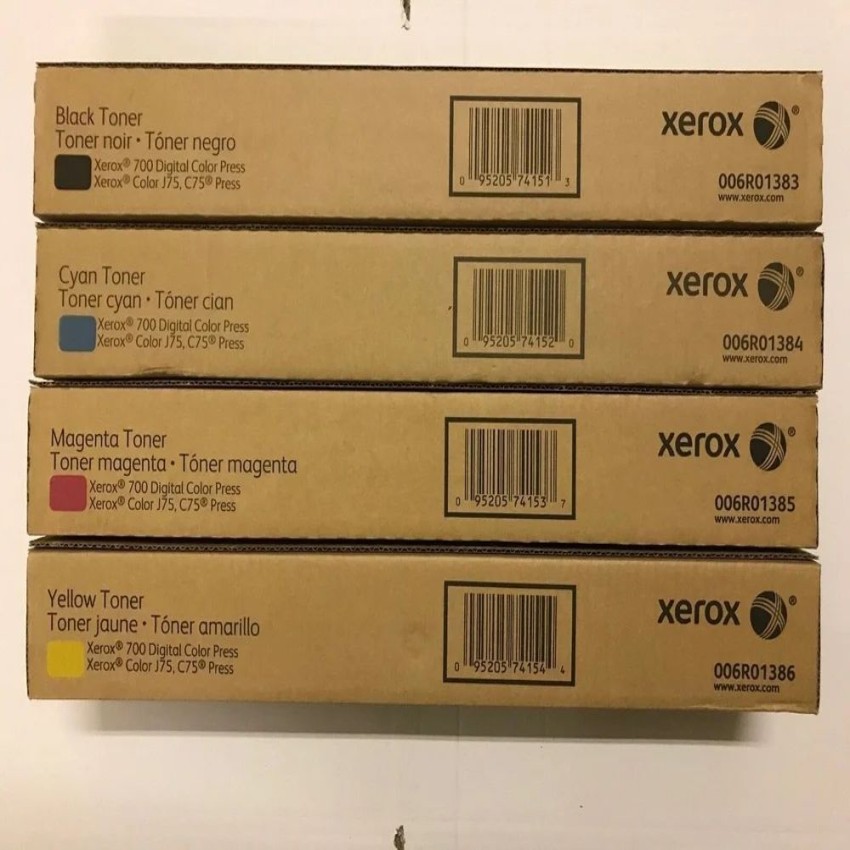 Black Toner
Toner noir • Tóner negro
Xerox® 700 Digital Color Press
Xerox® Color J75, C75® Press
0 95205 74151 3
xerox ®
006R01383
www.xerox.com
Cyan Toner
Toner cyan • Tóner cian
Xerox® 700 Digital Color Press
Xerox® Color J75, C75® Press
0 95205 74152 0
xerox ®
006R01384
www.xerox.com
Magenta Toner
Toner magenta • Tóner magenta
Xerox® 700 Digital Color Press
Xerox® Color J75, C75® Press
0 95205 74153 7
xerox ®
006R01385
www.xerox.com
Yellow Toner
Toner jaune • Tóner amarillo
Xerox® 700 Digital Color Press
Xerox® Color J75, C75® Press
0 95205 74154 4
xerox ®
006R01386
www.xerox.com